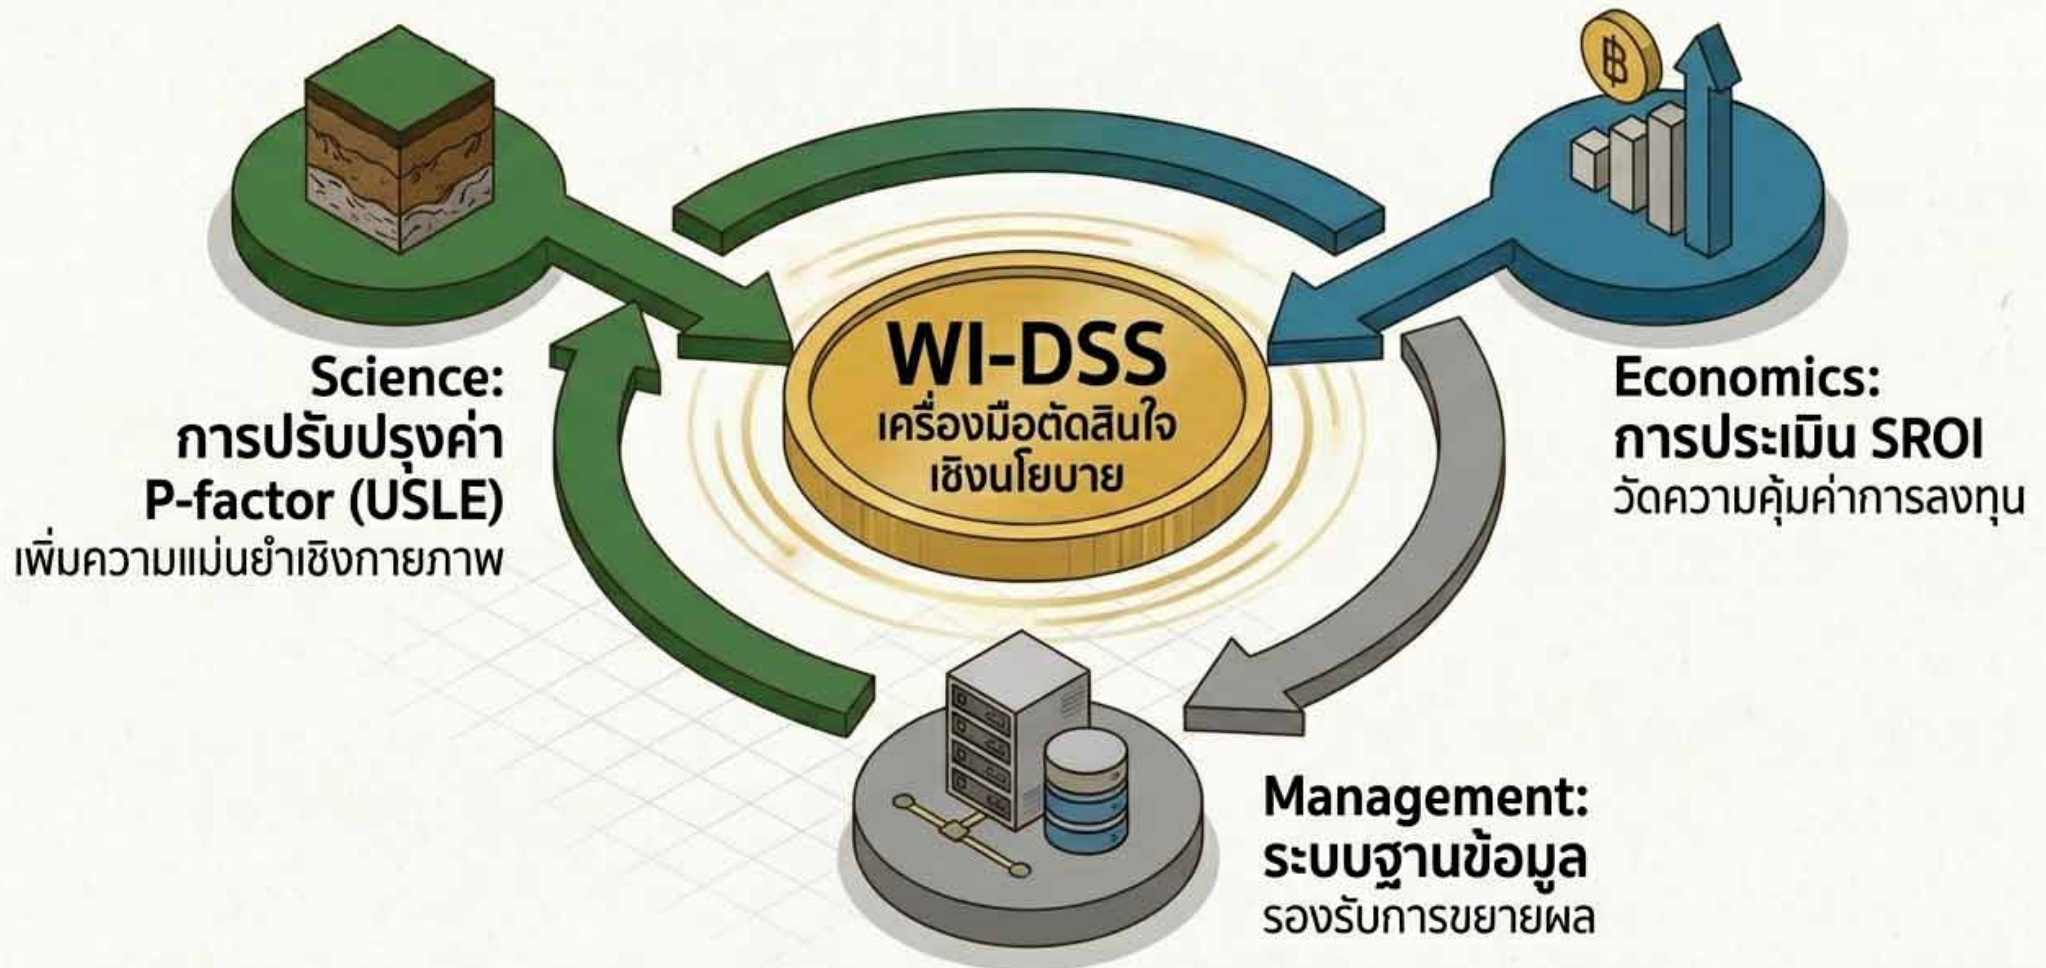 WI-DSS
เครื่องมือตัดสินใจ
เชิงนโยบาย
Science:
การปรับปรุงค่า
P-factor (USLE)
เพิ่มความแม่นยำเชิงกายภาพ
Economics:
การประเมิน SROI
วัดความคุ้มค่าการลงทุน
Management:
ระบบฐานข้อมูล
รองรับการขยายผล